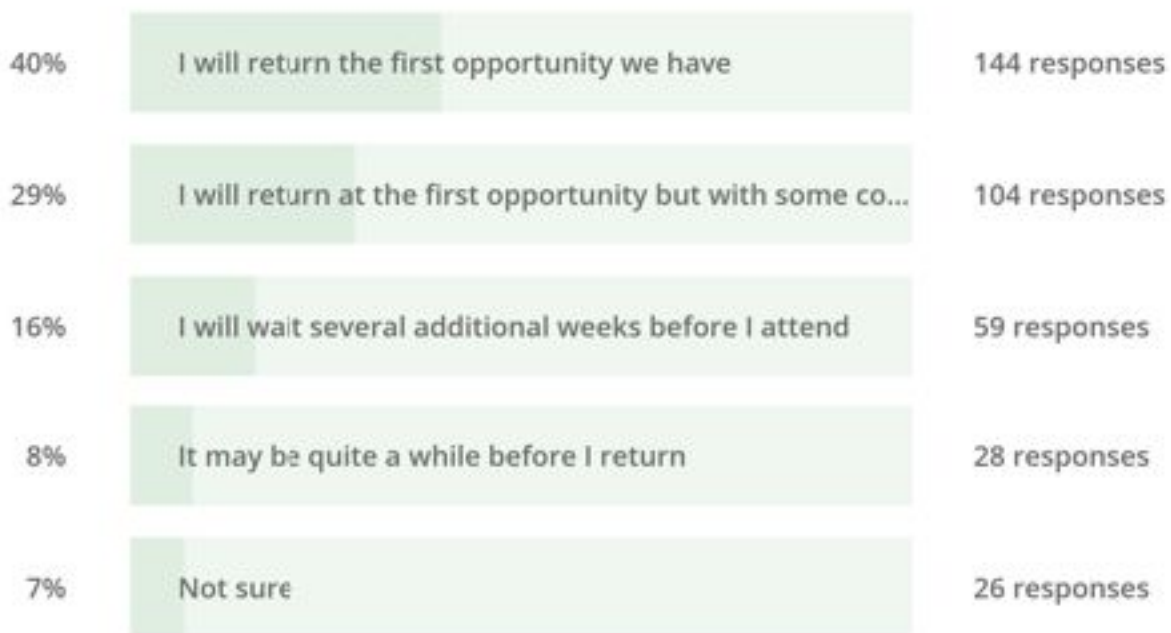 40% I will return the first opportunity we have 144 responses
29% I will return at the first opportunity but with some co... 104 responses
16% I will wait several additional weeks before I attend 59 responses
8% It may be quite a while before I return 28 responses
7% Not sure 26 responses